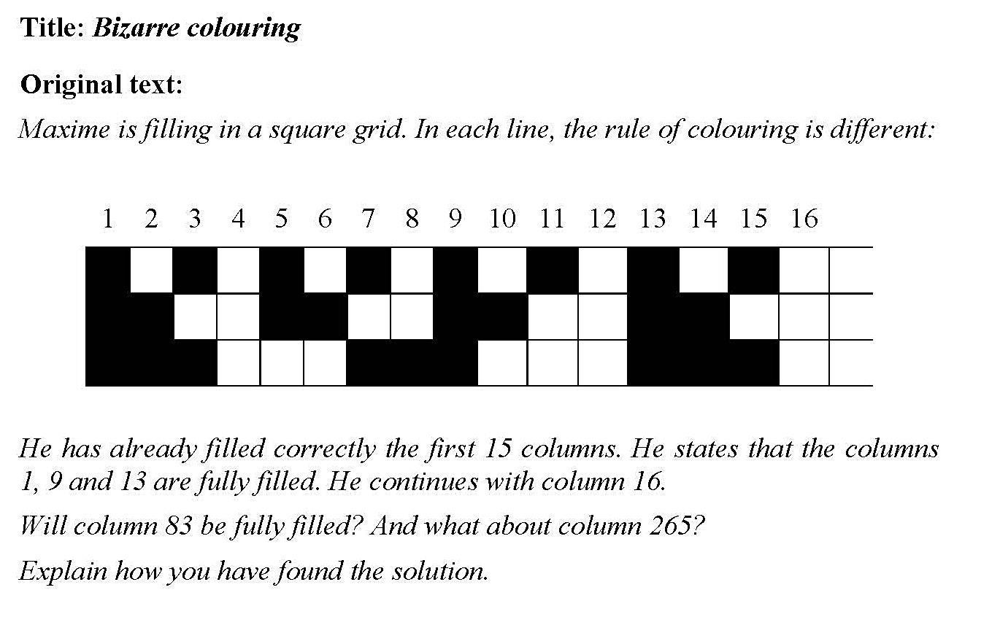 Title: Bizarre colouring
Original text:
Maxime is filling in a square grid. In each line, the rule of colouring is different:
1 2 3 4 5 6 7 8 9 10 11 12 13 14 15 16
He has already filled correctly the first 15 columns. He states that the columns
1, 9 and 13 are fully filled. He continues with column 16.
Will column 83 be fully filled? And what about column 265?
Explain how you have found the solution.